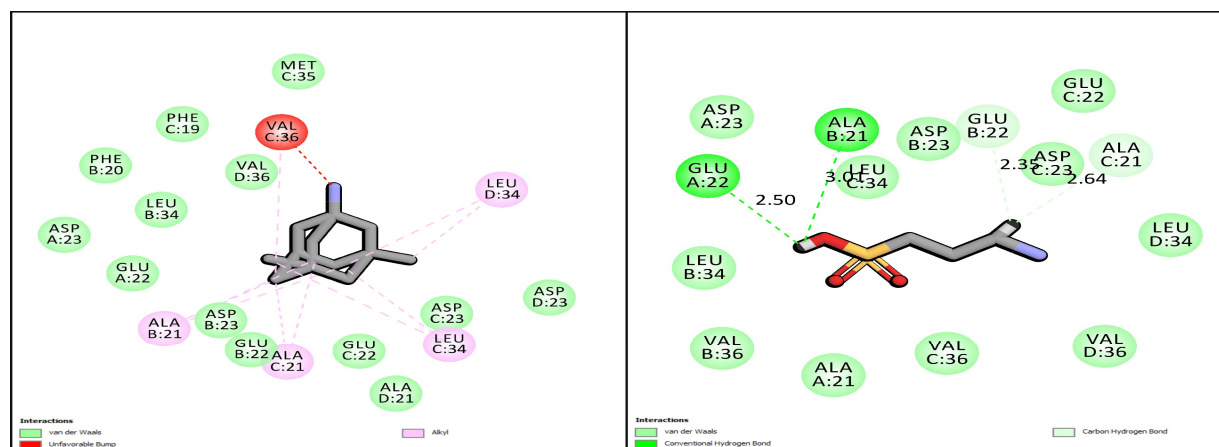 MET
C:35
PHE
C:19
VAL
C:36
PHE
B:20
VAL
D:36
LEU
D:34
LEU
B:34
ASP
A:23
GLU
A:22
ASP
D:23
ASP
C:23
ASP
B:23
ALA
B:21
GLU
B:22
ALA
C:21
GLU
C:22
LEU
C:34
ALA
D:21
Interactions
van der Waals
Unfavorable Bump
Alkyl
GLU
C:22
ASP
A:23
ALA
B:21
ASP
B:23
GLU
B:22
ALA
C:21
GLU
A:22
LEU
C:34
ASP
C:23
3.01
2.35
2.64
2.50
LEU
D:34
LEU
B:34
VAL
B:36
ALA
A:21
VAL
C:36
VAL
D:36
Interactions
van der Waals
Conventional Hydrogen Bond
Carbon Hydrogen Bond